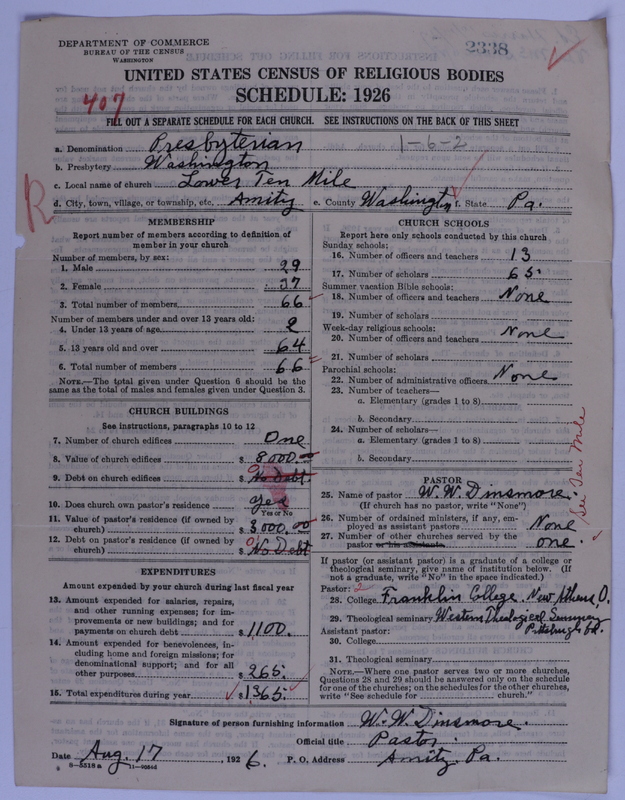 DEPARTMENT OF COMMERCE
BUREAU OF THE CENSUS
WASHINGTON
2338
UNITED STATES CENSUS OF RELIGIOUS BODIES
SCHEDULE: 1926
407
FILL OUT A SEPARATE SCHEDULE FOR EACH CHURCH. SEE INSTRUCTIONS ON THE BACK OF THIS SHEET
a. Denomination Presbyterian 1-6-2
b. Presbytery Washington
c. Local name of church Lower Ten Mile
R
d. City, town, village, or township, etc. Amity e. County Washington f. State Pa.
MEMBERSHIP
Report number of members according to definition of member in your church
Number of members, by sex:
1. Male 29
2. Female 37
3. Total number of members 66
Number of members under and over 13 years old:
4. Under 13 years of age 2
5. 13 years old and over 64
6. Total number of members 66
NOTE.—The total given under Question 6 should be
same as the total of males and females given under Question 3.
CHURCH BUILDINGS
See instructions, paragraphs 10 to 12
7. Number of church edifices One
8. Value of church edifices $ 8000.00
9. Debt on church edifices $ 0 No Debt
10. Does church own pastor's residence yes
Yes or No
11. Value of pastor's residence (if owned by
church) $ 3000.00
12. Debt on pastor's residence (if owned by
church) $ 0 No Debt
EXPENDITURES
Amount expended by your church during last fiscal year
13. Amount expended for salaries, repairs,
and other running expenses; for im-
provements or new buildings; and for
payments on church debt $ 1100.
14. Amount expended for benevolences, in-
cluding home and foreign missions; for
denominational support; and for all
other purposes $ 265.
15. Total expenditures during year $ 1365.
CHURCH SCHOOLS
Report here only schools conducted by this church
Sunday schools:
16. Number of officers and teachers 13
17. Number of scholars 65
Summer vacation Bible schools:
18. Number of officers and teachers None
19. Number of scholars
Week-day religious schools:
20. Number of officers and teachers None
21. Number of scholars
Parochial schools:
22. Number of administrative officers None
23. Number of teachers—
a. Elementary (grades 1 to 8)
b. Secondary
24. Number of scholars—
a. Elementary (grades 1 to 8)
b. Secondary
See Ten Mile
PASTOR
25. Name of pastor W. W. Dinsmore.
(If church has no pastor, write "None")
26. Number of ordained ministers, if any, em-
ployed as assistant pastors None
27. Number of other churches served by the
pastor or his assistants one.
If pastor (or assistant pastor) is a graduate of a college or
theological seminary, give name of institution below. (If
not a graduate, write "No" in the space indicated.)
Pastor: 2
28. College Franklin College. New Athens, O.
29. Theological seminary Western Theological Seminary
Pittsburgh Pa.
Assistant pastor:
30. College
31. Theological seminary
NOTE.—Where one pastor serves two or more churches,
Questions 28 and 29 should be answered only on the schedule
for one of the churches; on the schedules for the other churches,
write "See schedule for church."
Signature of person furnishing information W. W. Dinsmore.
Official title Pastor.
Date Aug. 17, 1926. P. O. Address Amity, Pa.